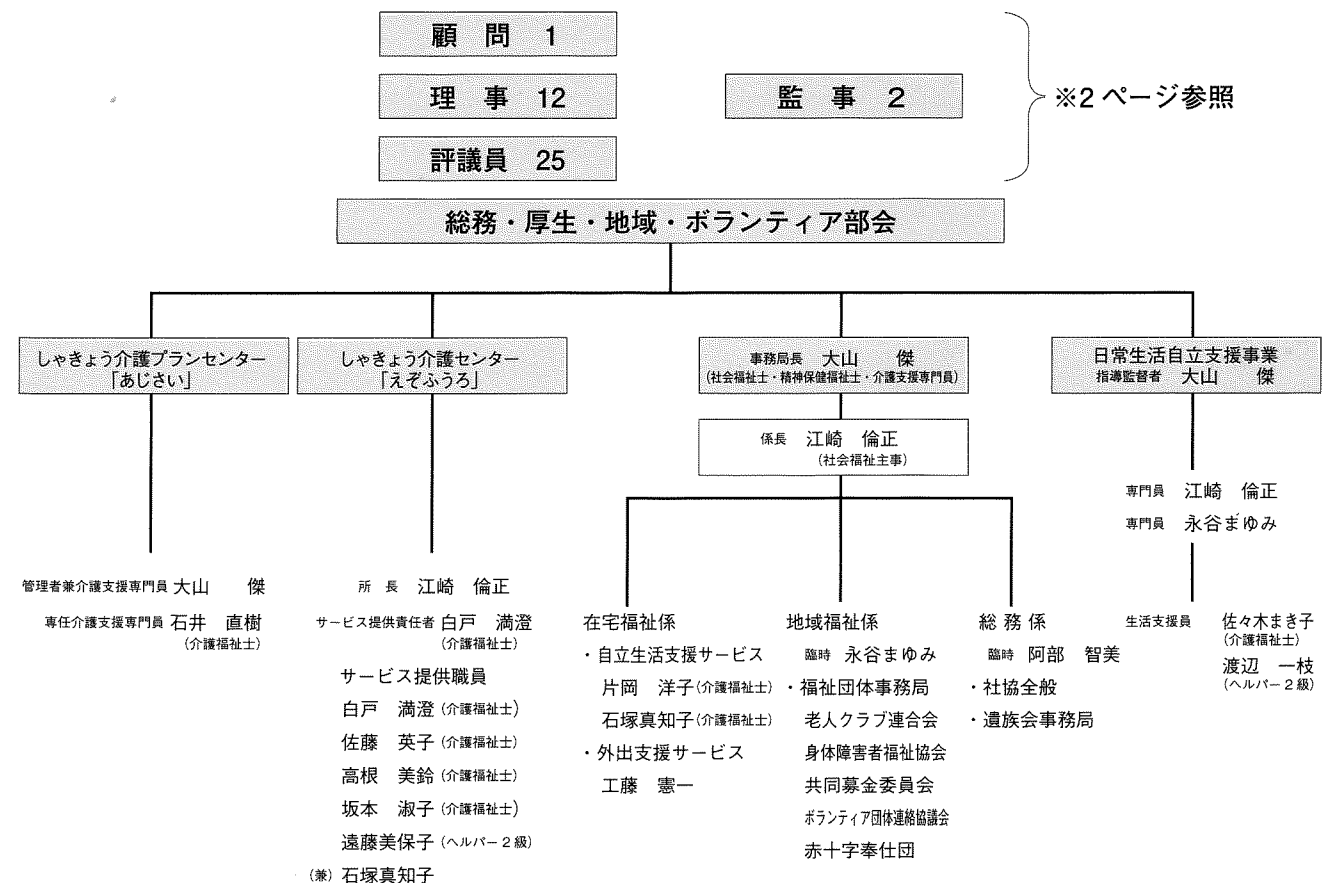 顧　問　1
理　事　12
監　事　2
評議員　25
※2 ページ参照
総務・厚生・地域・ボランティア部会
しゃきょう介護プランセンター
「あじさい」
管理者兼介護支援専門員 大山　　傑
専任介護支援専門員 石井　直樹
(介護福祉士)
しゃきょう介護センター
「えぞふうろ」
所　長　江崎　倫正
サービス提供責任者 白戸　満澄
(介護福祉士)
サービス提供職員
白戸　満澄 (介護福祉士)
佐藤　英子 (介護福祉士)
高根　美鈴 (介護福祉士)
坂本　淑子 (介護福祉士)
遠藤美保子 (ヘルパー２級)
(兼) 石塚真知子
事務局長　大山　　傑
(社会福祉士・精神保健福祉士・介護支援専門員)
係長　江崎　倫正
(社会福祉主事)
在宅福祉係
・自立生活支援サービス
片岡　洋子 (介護福祉士)
石塚真知子 (介護福祉士)
・外出支援サービス
工藤　憲一
地域福祉係
臨時　永谷まゆみ
・福祉団体事務局
老人クラブ連合会
身体障害者福祉協会
共同募金委員会
ボランティア団体連絡協議会
赤十字奉仕団
総 務 係
臨時　阿部　智美
・社協全般
・遺族会事務局
日常生活自立支援事業
指導監督者　大山　　傑
専門員　江崎　倫正
専門員　永谷まゆみ
生活支援員　佐々木まき子
(介護福祉士)
渡辺　一枝
(ヘルパー２級)